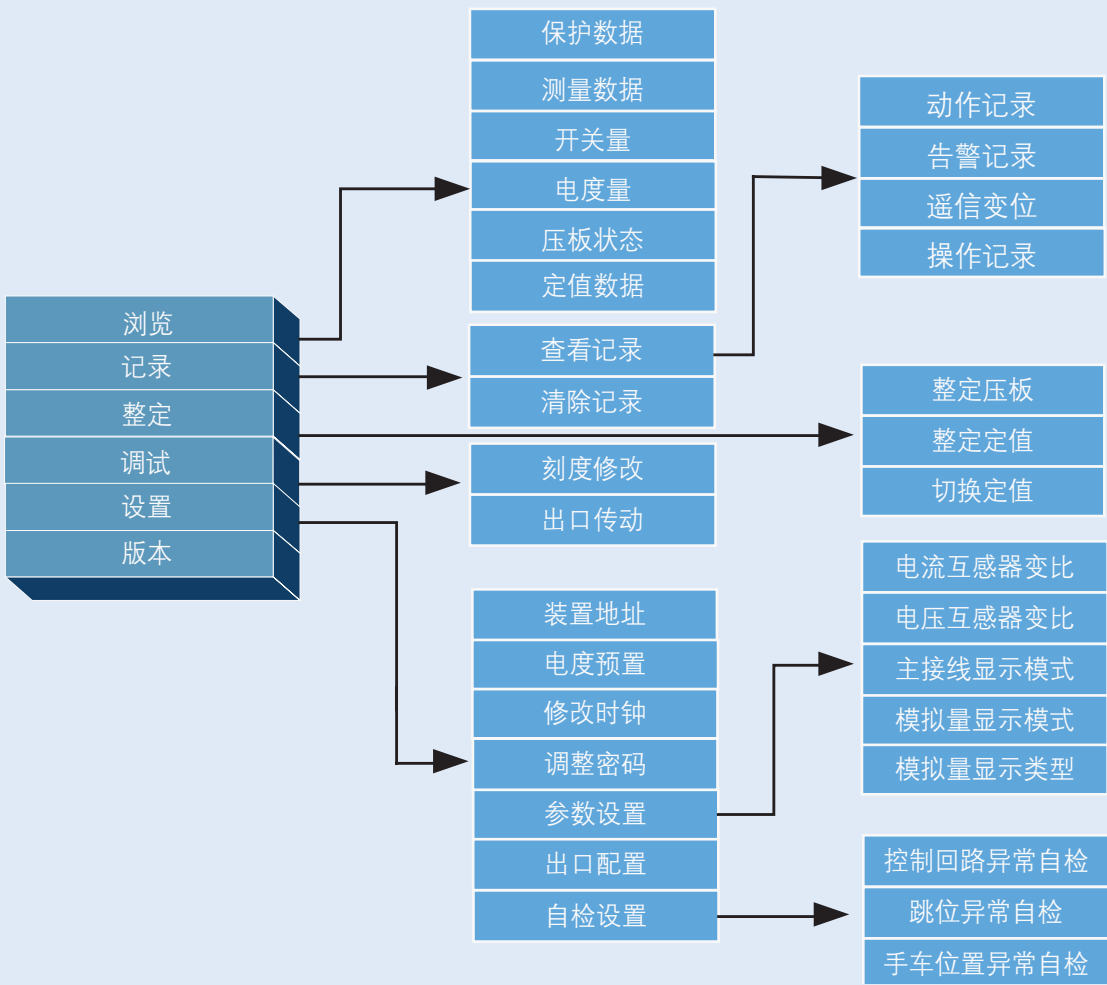 浏览
记录
整定
调试
设置
版本
保护数据
测量数据
开关量
电度量
压板状态
定值数据
查看记录
清除记录
刻度修改
出口传动
装置地址
电度预置
修改时钟
调整密码
参数设置
出口配置
自检设置
动作记录
告警记录
遥信变位
操作记录
整定压板
整定定值
切换定值
电流互感器变比
电压互感器变比
主接线显示模式
模拟量显示模式
模拟量显示类型
控制回路异常自检
跳位异常自检
手车位置异常自检